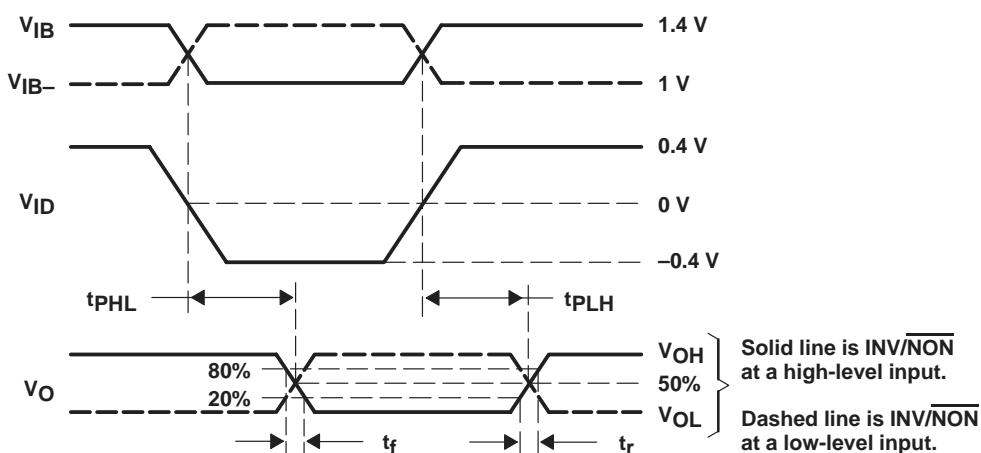 VIB
1.4 V
VIB–
1 V
0.4 V
VID
0 V
–0.4 V
tPHL
tPLH
VOH
Solid line is INV/NON
at a high-level input.
80%
VO
50%
20%
VOL
Dashed line is INV/NON
at a low-level input.
tf
tr